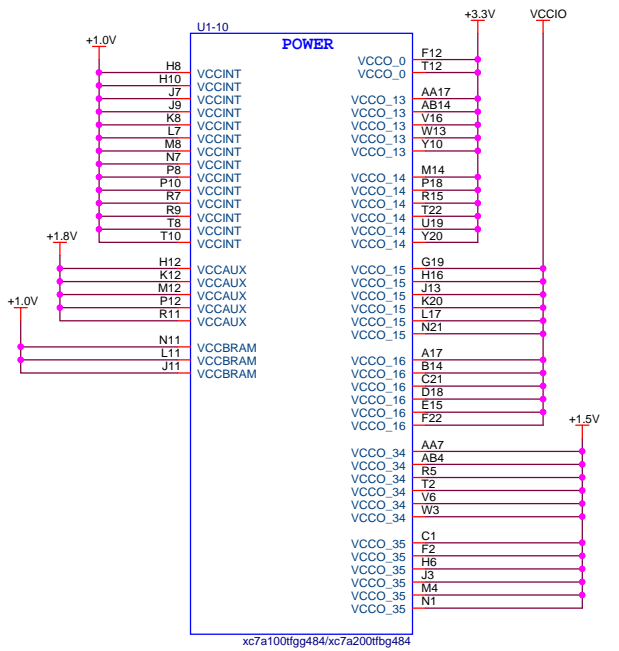 +3.3V VCCIO
U1-10
+1.0V POWER
F12 VCCO_0
T12 VCCO_0
H8 VCCINT
H10 VCCINT
J7 VCCINT AA17 VCCO_13
J9 VCCINT AB14 VCCO_13
K8 VCCINT V16 VCCO_13
L7 VCCINT W13 VCCO_13
M8 VCCINT Y10 VCCO_13
N7 VCCINT
P8 VCCINT M14 VCCO_14
P10 VCCINT P18 VCCO_14
R7 VCCINT R15 VCCO_14
R9 VCCINT T22 VCCO_14
T8 VCCINT U19 VCCO_14
T10 VCCINT Y20 VCCO_14
+1.8V
H12 VCCAUX G19 VCCO_15
K12 VCCAUX H16 VCCO_15
M12 VCCAUX J13 VCCO_15
P12 VCCAUX K20 VCCO_15
R11 VCCAUX L17 VCCO_15
+1.0V N21 VCCO_15
N11 VCCBRAM
L11 VCCBRAM A17 VCCO_16
J11 VCCBRAM B14 VCCO_16
C21 VCCO_16
D18 VCCO_16
E15 VCCO_16
F22 VCCO_16
+1.5V
AA7 VCCO_34
AB4 VCCO_34
R5 VCCO_34
T2 VCCO_34
V6 VCCO_34
W3 VCCO_34
C1 VCCO_35
F2 VCCO_35
H6 VCCO_35
J3 VCCO_35
M4 VCCO_35
N1 VCCO_35
xc7a100tfgg484/xc7a200tfbg484